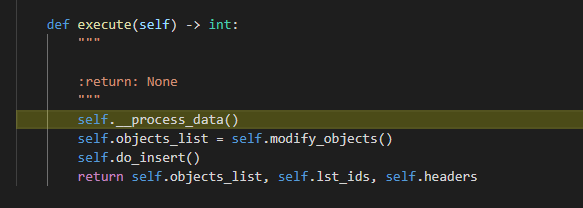 def execute(self) -> int:
"""
:return: None
"""
self.__process_data()
self.objects_list = self.modify_objects()
self.do_insert()
return self.objects_list, self.lst_ids, self.headers